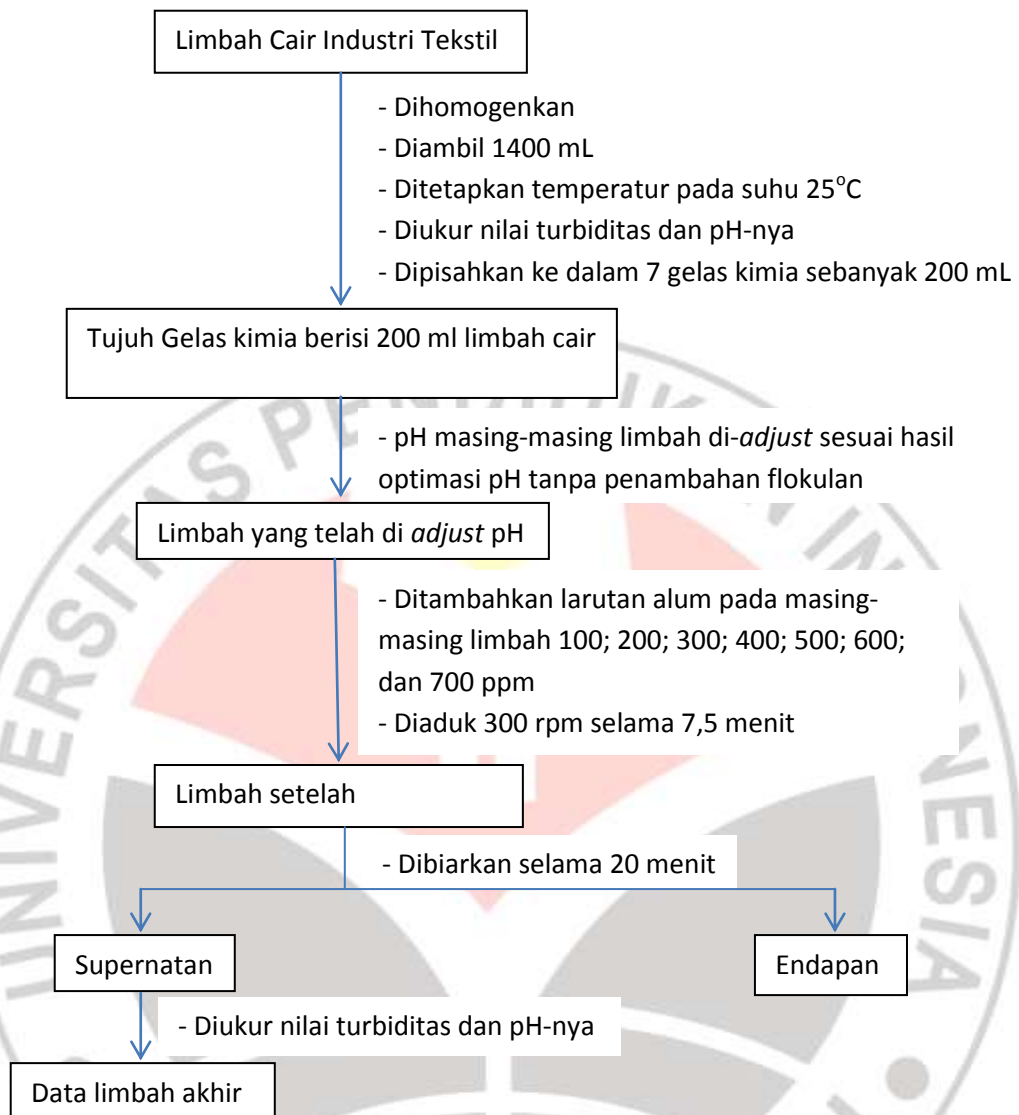 Limbah Cair Industri Tekstil
- Dihomogenkan
- Diambil 1400 mL
- Ditetapkan temperatur pada suhu 25°C
- Diukur nilai turbiditas dan pH-nya
- Dipisahkan ke dalam 7 gelas kimia sebanyak 200 mL
Tujuh Gelas kimia berisi 200 ml limbah cair
- pH masing-masing limbah di-adjust sesuai hasil
optimasi pH tanpa penambahan flokulan
Limbah yang telah di adjust pH
- Ditambahkan larutan alum pada masing-
masing limbah 100; 200; 300; 400; 500; 600;
dan 700 ppm
- Diaduk 300 rpm selama 7,5 menit
Limbah setelah
- Dibiarkan selama 20 menit
Supernatan
Endapan
- Diukur nilai turbiditas dan pH-nya
Data limbah akhir